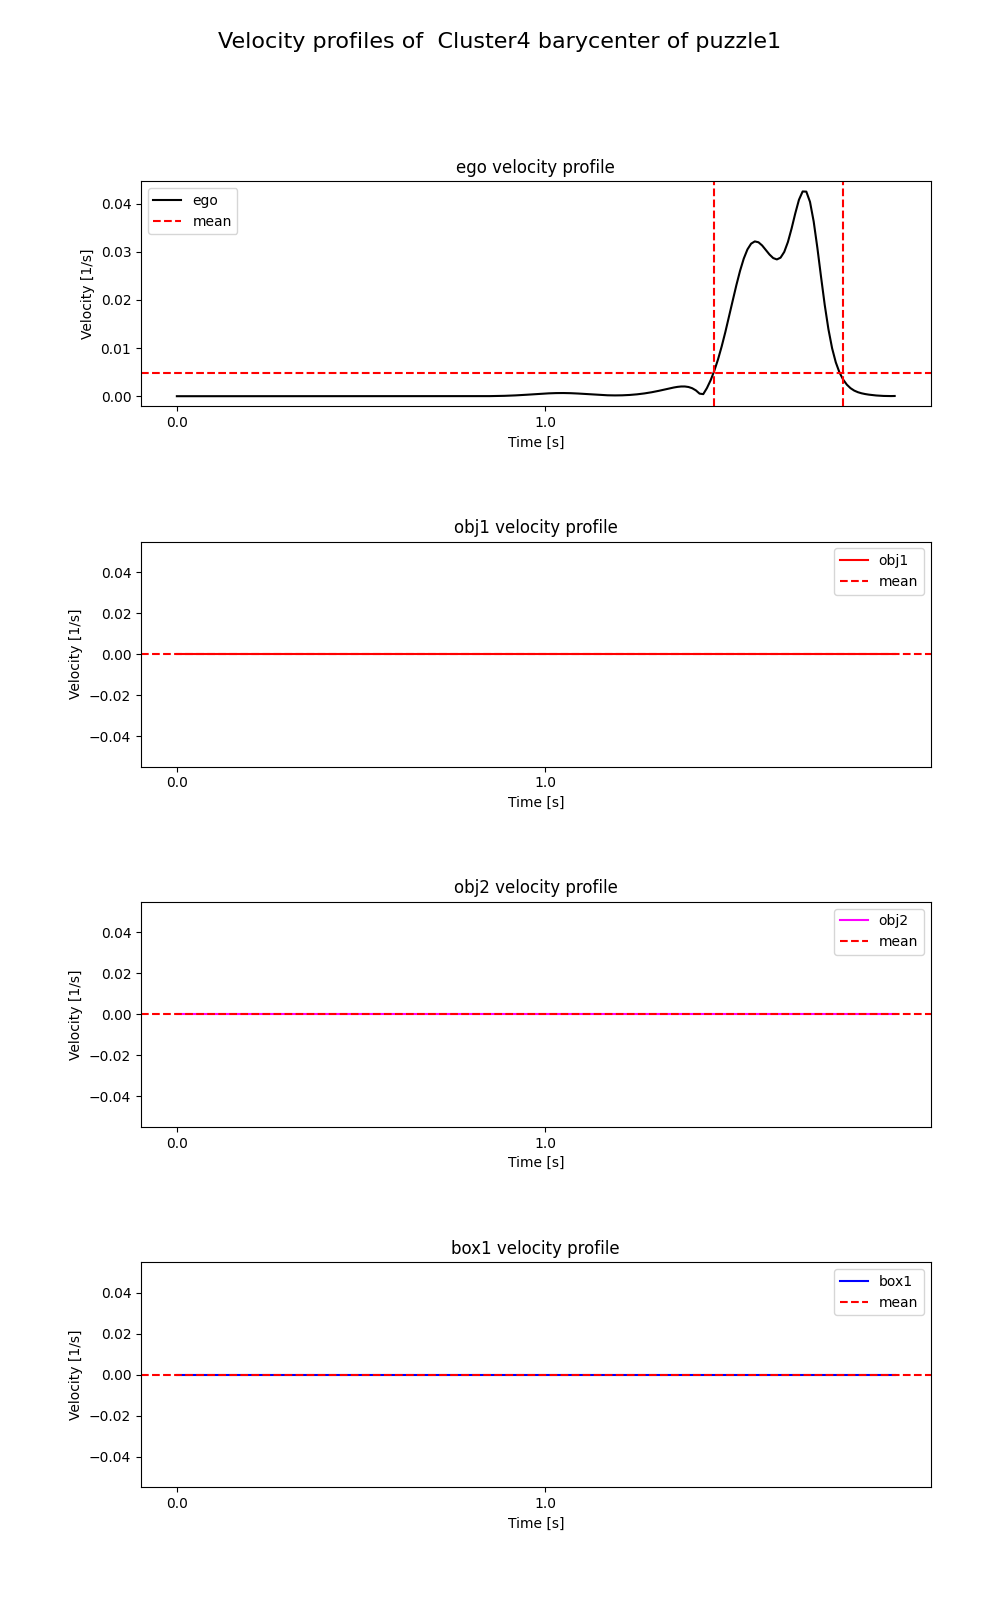 Velocity profiles of  Cluster4 barycenter of puzzle1
ego velocity profile
ego
mean
0.04
0.03
0.02
0.01
0.00
Velocity [1/s]
0.0 1.0
Time [s]
obj1 velocity profile
obj1
mean
0.04
0.02
0.00
−0.02
−0.04
Velocity [1/s]
0.0 1.0
Time [s]
obj2 velocity profile
obj2
mean
0.04
0.02
0.00
−0.02
−0.04
Velocity [1/s]
0.0 1.0
Time [s]
box1 velocity profile
box1
mean
0.04
0.02
0.00
−0.02
−0.04
Velocity [1/s]
0.0 1.0
Time [s]